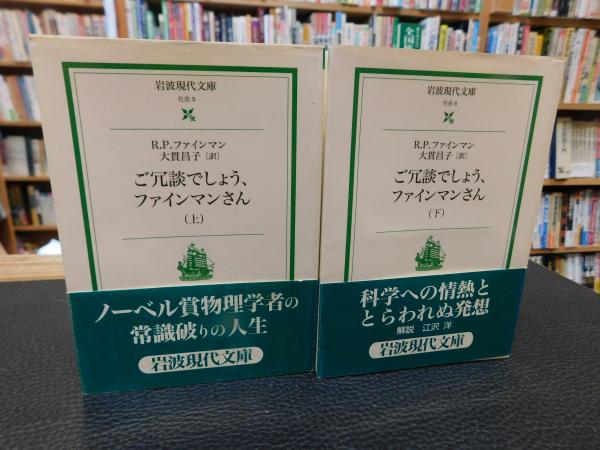 岩波現代文庫
社会 5
R.P.ファインマン
大貫昌子[訳]
ご冗談でしょう、
ファインマンさん
(上)
ノーベル賞物理学者の
常識破りの人生
岩波現代文庫
岩波現代文庫
社会 6
R.P.ファインマン
大貫昌子[訳]
ご冗談でしょう、
ファインマンさん
(下)
科学への情熱と
とらわれぬ発想
解説 江沢 洋
岩波現代文庫